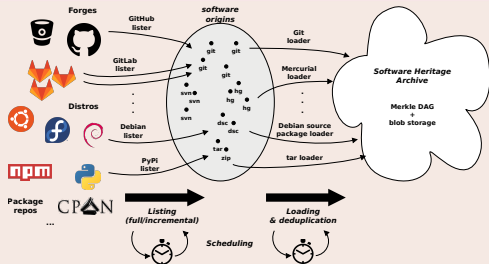 Forges
GitHub
lister
GitLab
lister
Distros
Debian
lister
npm
PyPi
lister
Package
repos
CPAN
...
software
origins
git
git
git
git
svn
svn
svn
hg
hg
hg
dsc
dsc
tar
zip
Git
loader
Mercurial
loader
Debian source
package loader
tar loader
Software Heritage
Archive
Merkle DAG
+
blob storage
Listing
(full/incremental)
Loading
& deduplication
Scheduling